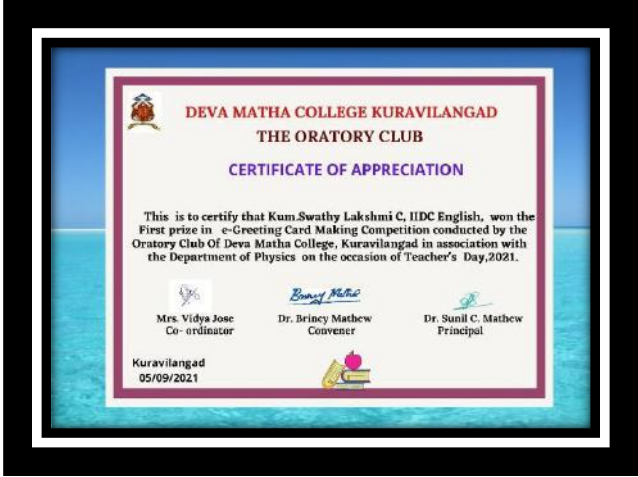 DEVA MATHA COLLEGE KURAVILANGAD
THE ORATORY CLUB
CERTIFICATE OF APPRECIATION
This is to certify that Kum.Swathy Lakshmi C, IIDC English, won the
First prize in e-Greeting Card Making Competition conducted by the
Oratory Club Of Deva Matha College, Kuravilangad in association with
the Department of Physics on the occasion of Teacher's Day,2021.
Brincy Mathew
Mrs. Vidya Jose Dr. Brincy Mathew Dr. Sunil C. Mathew
Co- ordinator Convener Principal
Kuravilangad
05/09/2021